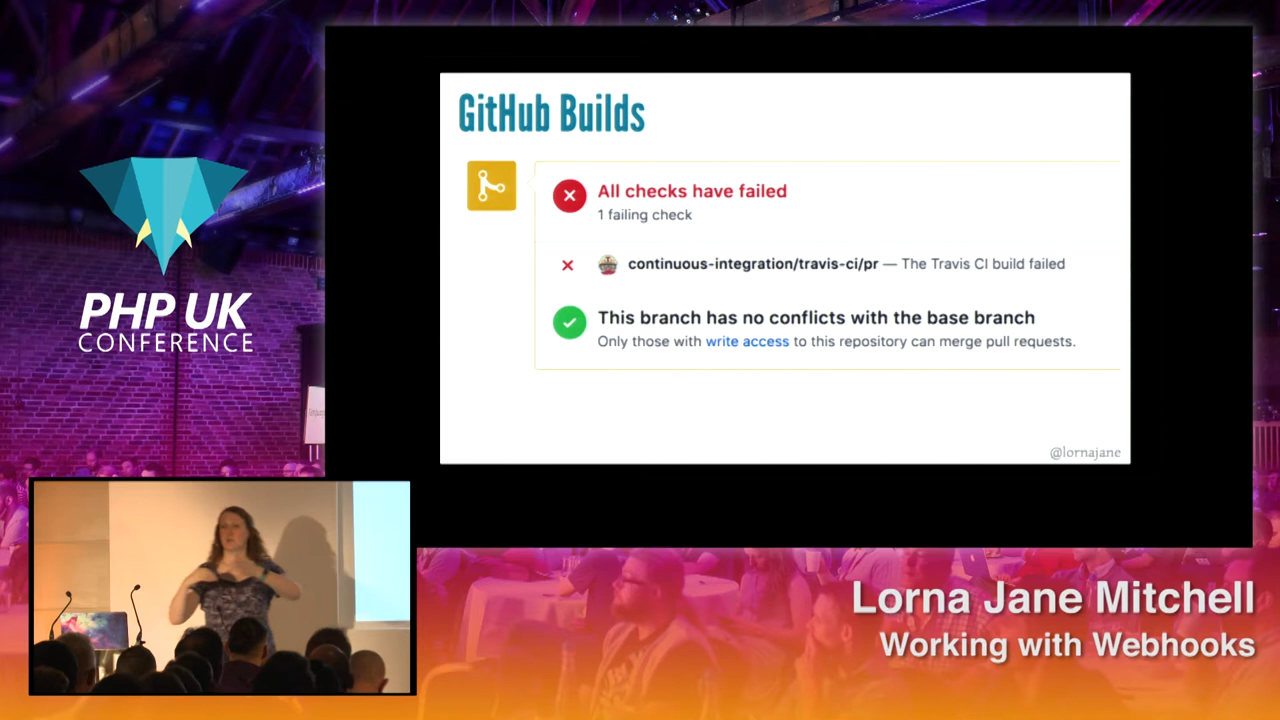 PHP UK
CONFERENCE
GitHub Builds
All checks have failed
1 failing check
continuous-integration/travis-ci/pr — The Travis CI build failed
This branch has no conflicts with the base branch
Only those with write access to this repository can merge pull requests.
@lornajane
Lorna Jane Mitchell
Working with Webhooks